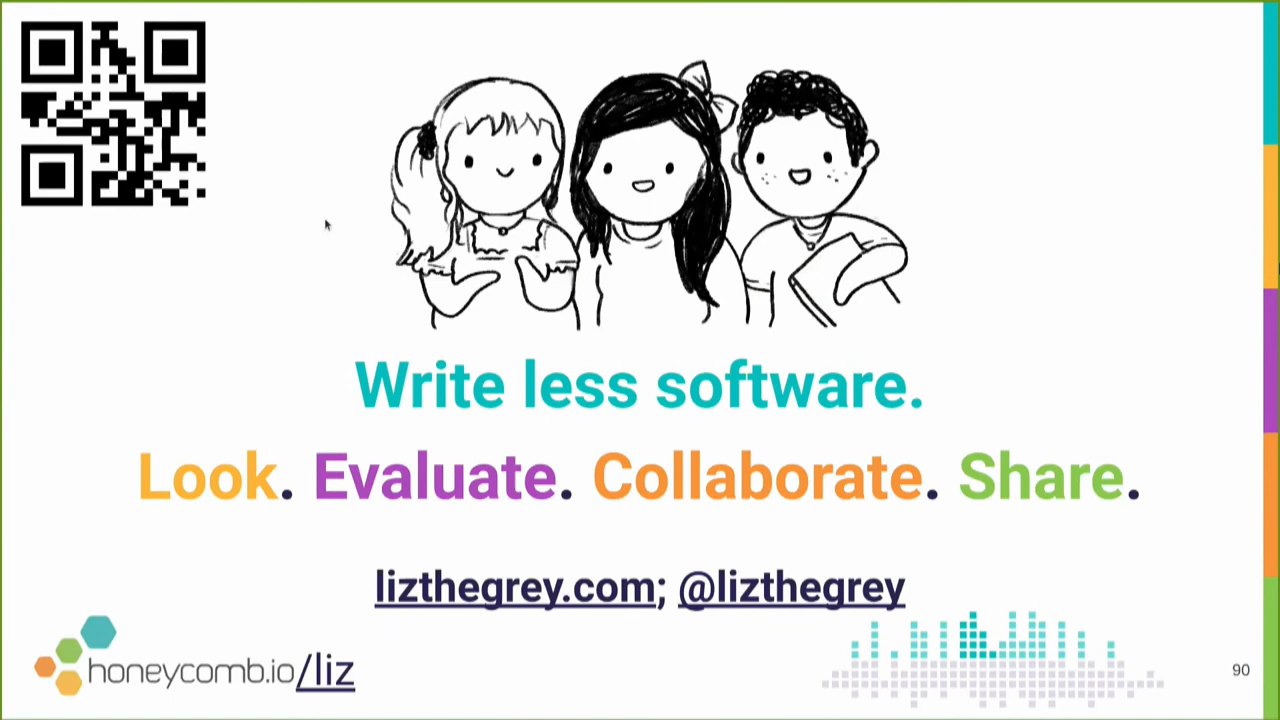 Write less software.
Look. Evaluate. Collaborate. Share.
lizthegrey.com; @lizthegrey
honeycomb.io/liz
90